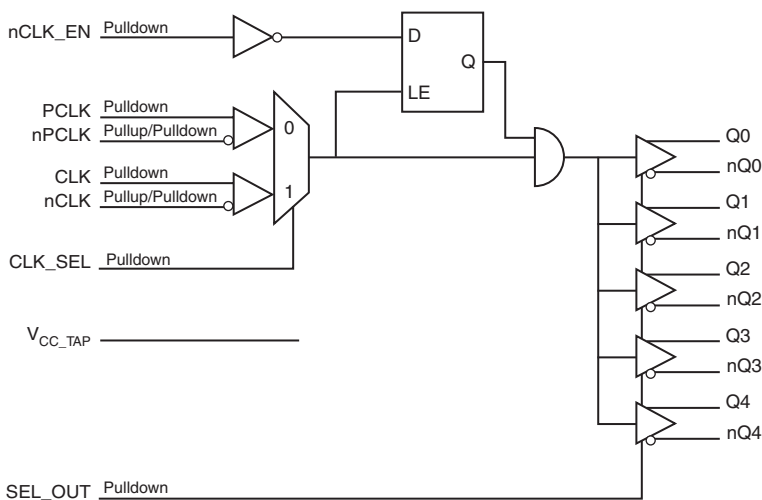 nCLK_EN Pulldown
D
Q
LE
PCLK Pulldown
nPCLK Pullup/Pulldown
0
CLK Pulldown
nCLK Pullup/Pulldown
1
CLK_SEL Pulldown
VCC_TAP
Q0
nQ0
Q1
nQ1
Q2
nQ2
Q3
nQ3
Q4
nQ4
SEL_OUT Pulldown